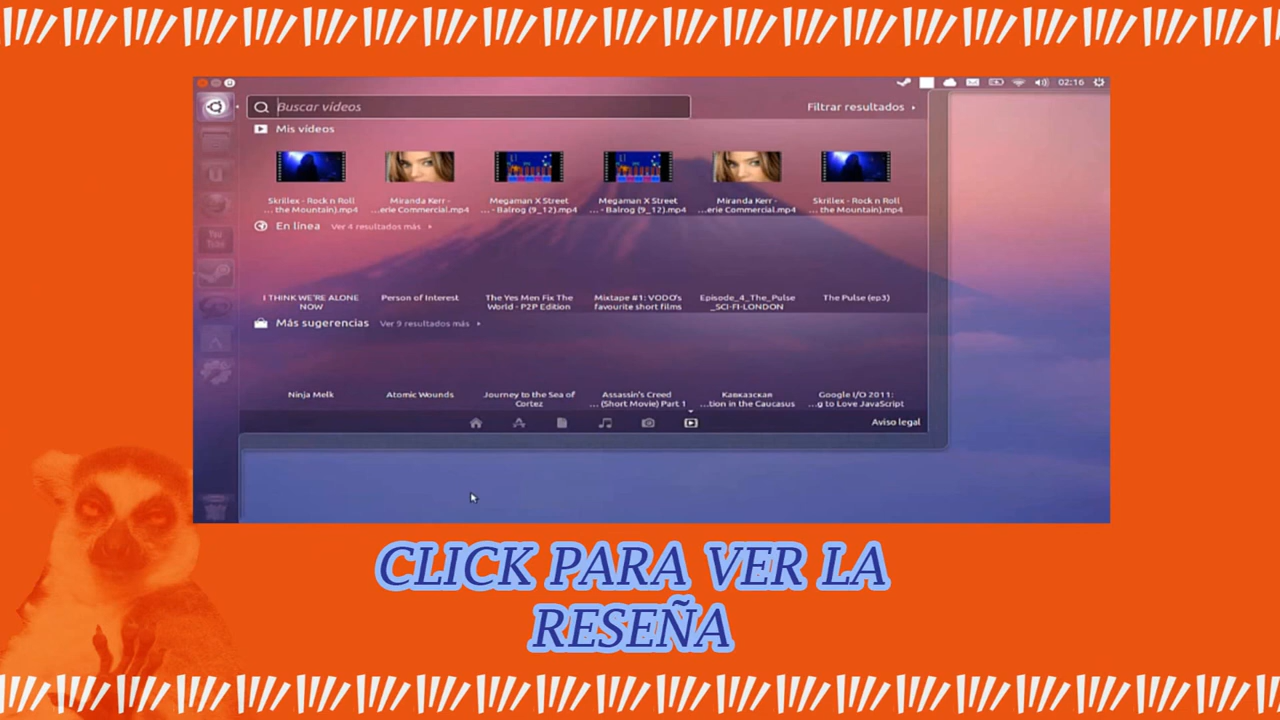 02:16
Buscar vídeos
Filtrar resultados
Mis vídeos
Skrillex - Rock n Roll
... the Mountain).mp4
Miranda Kerr -
...erie Commercial.mp4
Megaman X Street
... - Balrog (9_12).mp4
Megaman X Street
... - Balrog (9_12).mp4
Miranda Kerr -
...erie Commercial.mp4
Skrillex - Rock n Roll
... the Mountain).mp4
You
Tube
En línea Ver 4 resultados más
I THINK WE'RE ALONE
NOW
Person of Interest
The Yes Men Fix The
World - P2P Edition
Mixtape #1: VODO's
favourite short films
Episode_4_The_Pulse
_SCI-FI-LONDON
The Pulse (ep3)
Más sugerencias Ver 9 resultados más
Ninja Melk
Atomic Wounds
Journey to the Sea of
Cortez
Assassin's Creed
... (Short Movie) Part 1
Кавказская
...tion in the Caucasus
Google I/O 2011:
...g to Love JavaScript
Aviso legal
CLICK PARA VER LA
RESEÑA